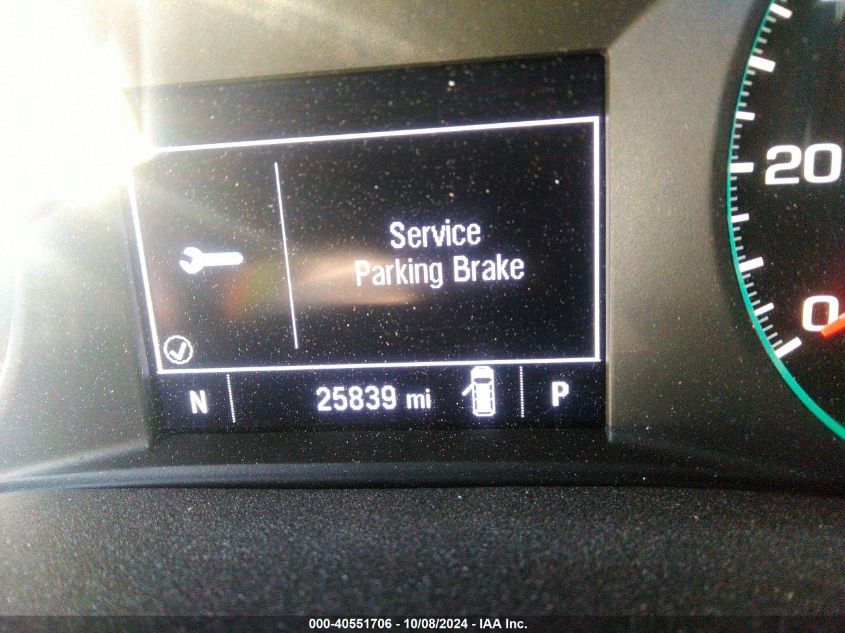 20
Service
Parking Brake
0
N 25839 mi P
000-40551706 - 10/08/2024 - IAA Inc.